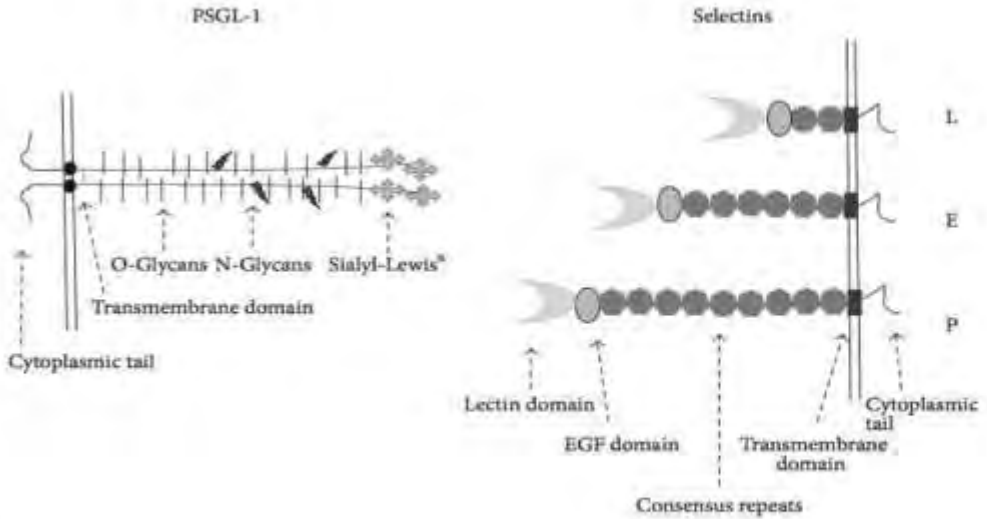 PSGL-1
Selectins
L
E
P
O-Glycans N-Glycans Sialyl-Lewisᵃ
Transmembrane domain
Cytoplasmic tail
Lectin domain
EGF domain
Consensus repeats
Transmembrane
domain
Cytoplasmic
tail